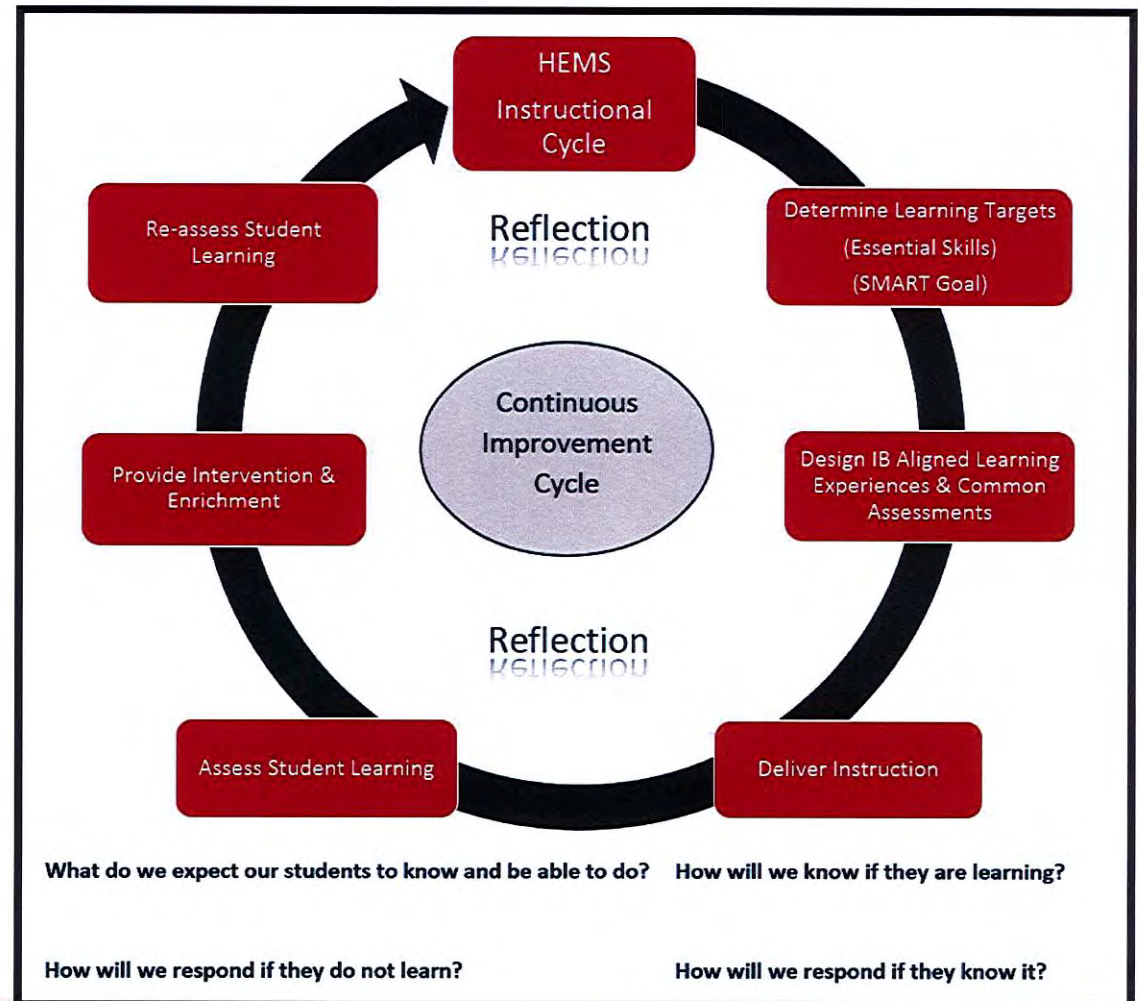 HEMS
Instructional
Cycle
Determine Learning Targets
(Essential Skills)
(SMART Goal)
Design IB Aligned Learning
Experiences & Common
Assessments
Deliver Instruction
Assess Student Learning
Provide Intervention &
Enrichment
Re-assess Student
Learning
Reflection
Continuous
Improvement
Cycle
Reflection
What do we expect our students to know and be able to do?
How will we know if they are learning?
How will we respond if they do not learn?
How will we respond if they know it?